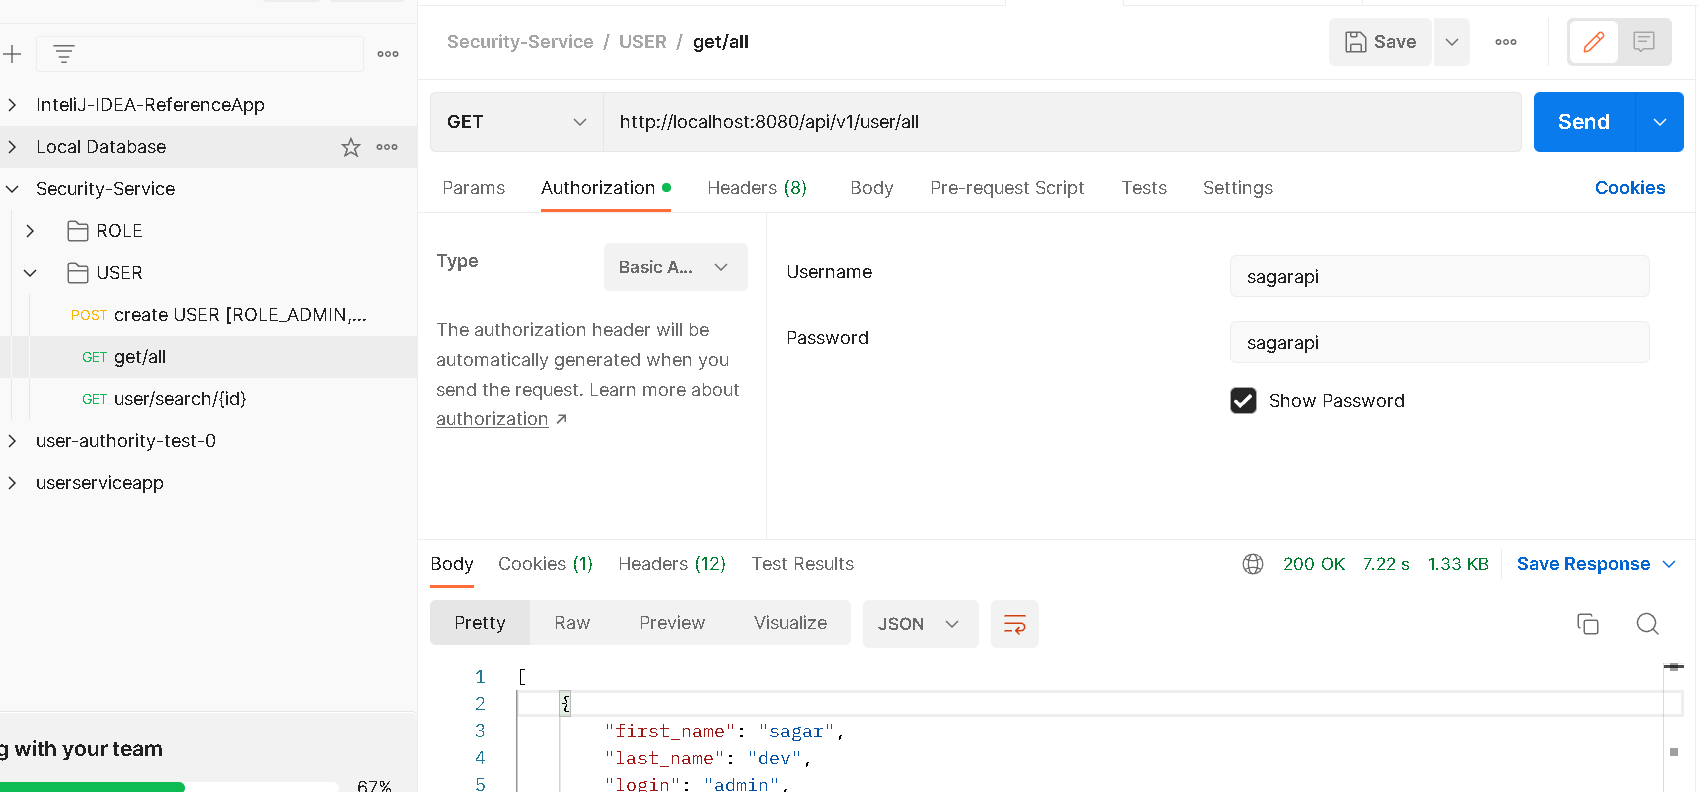 Security-Service / USER / get/all
Save
InteliJ-IDEA-ReferenceApp
Local Database
Security-Service
ROLE
USER
POST create USER [ROLE_ADMIN,...
GET get/all
GET user/search/{id}
user-authority-test-0
userserviceapp
g with your team
67%
GET
http://localhost:8080/api/v1/user/all
Send
Params Authorization Headers (8) Body Pre-request Script Tests Settings Cookies
Type Basic A...
The authorization header will be
automatically generated when you
send the request. Learn more about
authorization ↗
Username sagarapi
Password sagarapi
Show Password
Body Cookies (1) Headers (12) Test Results 200 OK 7.22 s 1.33 KB Save Response
Pretty Raw Preview Visualize JSON
1 [
2 {
3 "first_name": "sagar",
4 "last_name": "dev",
5 "login": "admin",